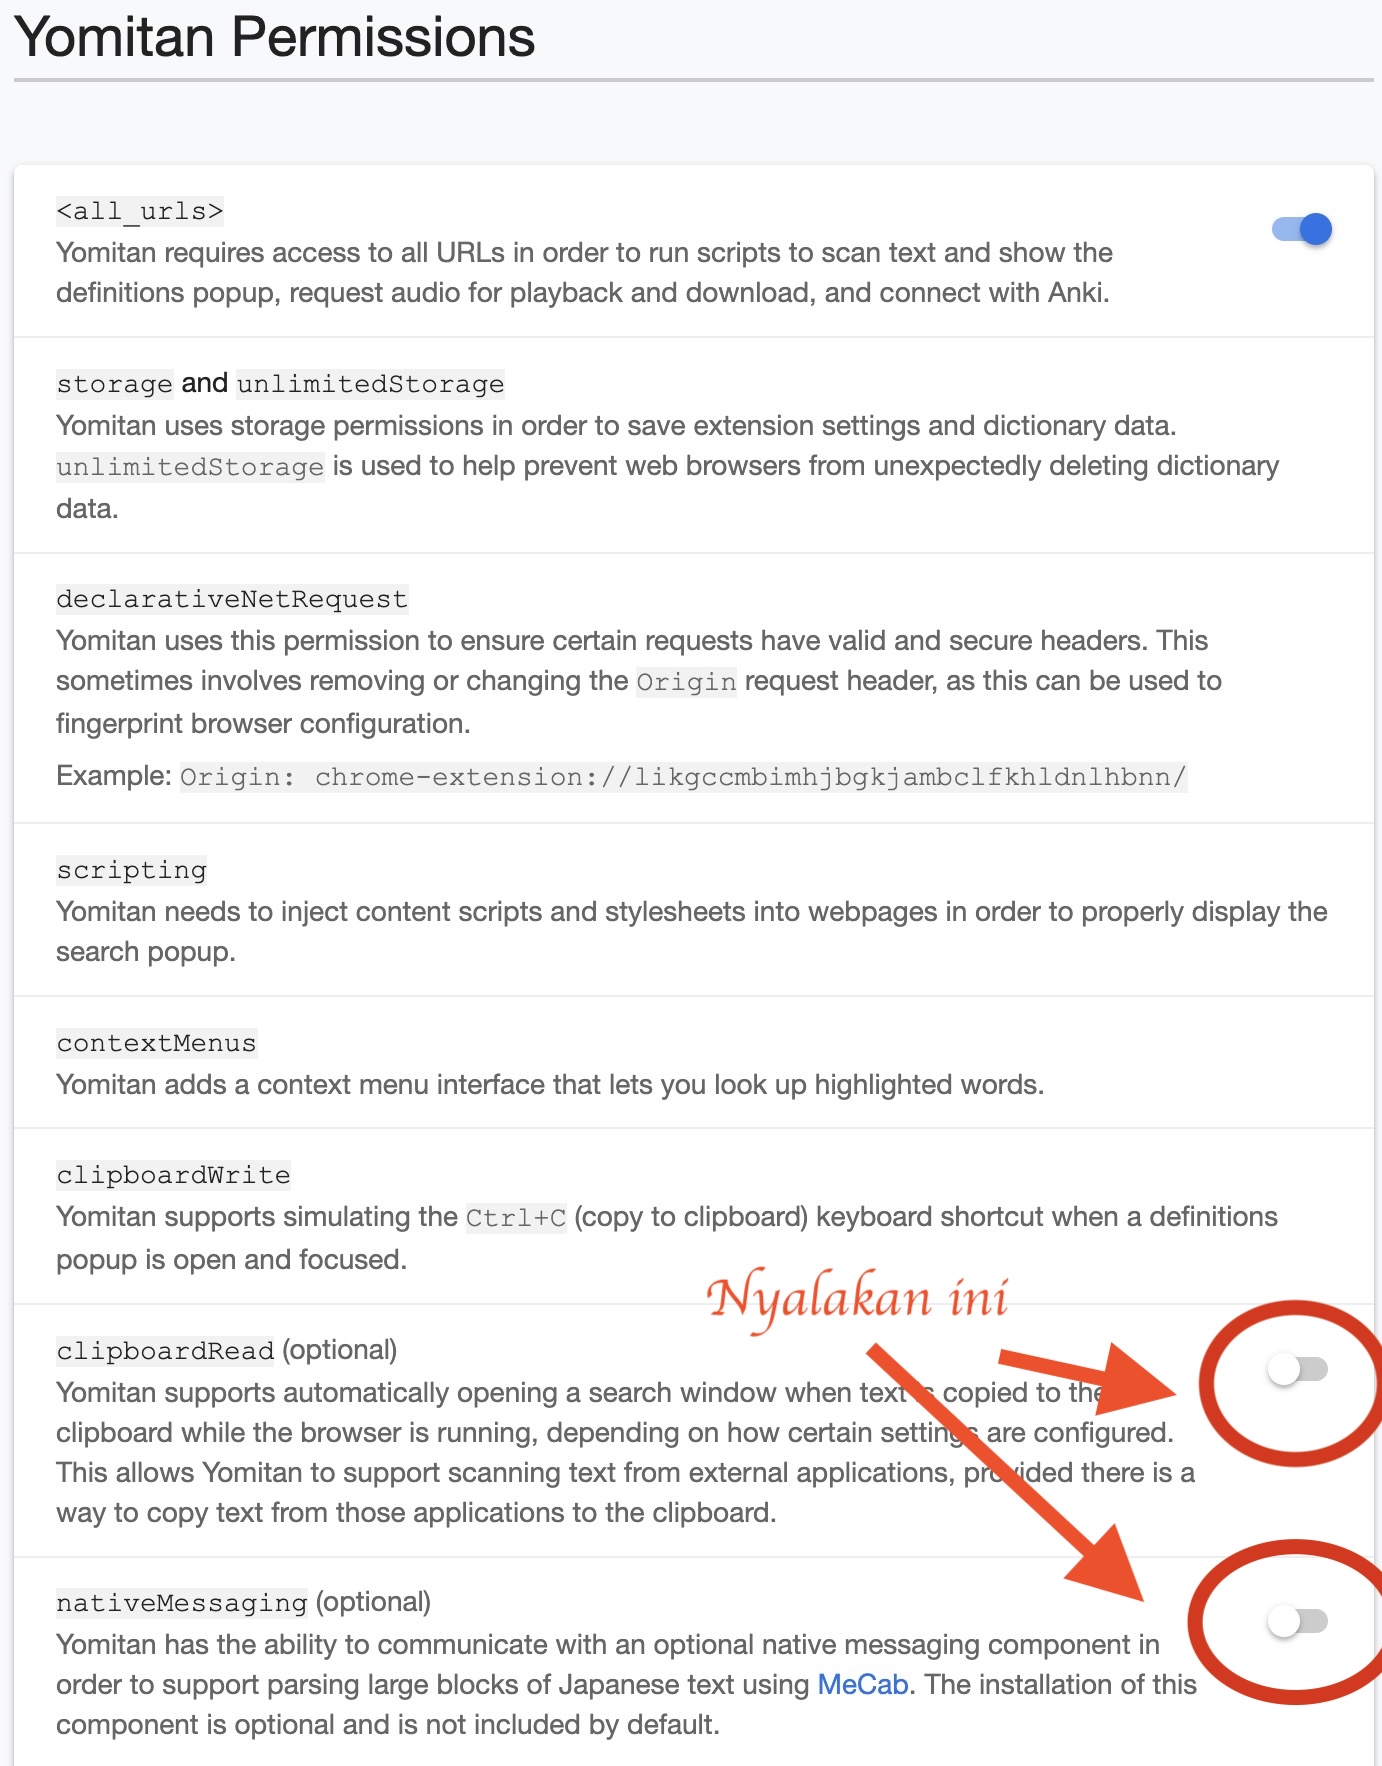 Yomitan Permissions
<all_urls>
Yomitan requires access to all URLs in order to run scripts to scan text and show the
definitions popup, request audio for playback and download, and connect with Anki.
storage and unlimitedStorage
Yomitan uses storage permissions in order to save extension settings and dictionary data.
unlimitedStorage is used to help prevent web browsers from unexpectedly deleting dictionary
data.
declarativeNetRequest
Yomitan uses this permission to ensure certain requests have valid and secure headers. This
sometimes involves removing or changing the Origin request header, as this can be used to
fingerprint browser configuration.
Example: Origin: chrome-extension://likgccmbimhjbgkjambclfkhldnlhbnn/
scripting
Yomitan needs to inject content scripts and stylesheets into webpages in order to properly display the
search popup.
contextMenus
Yomitan adds a context menu interface that lets you look up highlighted words.
clipboardWrite
Yomitan supports simulating the Ctrl+C (copy to clipboard) keyboard shortcut when a definitions
popup is open and focused.
Nyalakan ini
clipboardRead (optional)
Yomitan supports automatically opening a search window when text is copied to the
clipboard while the browser is running, depending on how certain settings are configured.
This allows Yomitan to support scanning text from external applications, provided there is a
way to copy text from those applications to the clipboard.
nativeMessaging (optional)
Yomitan has the ability to communicate with an optional native messaging component in
order to support parsing large blocks of Japanese text using MeCab. The installation of this
component is optional and is not included by default.